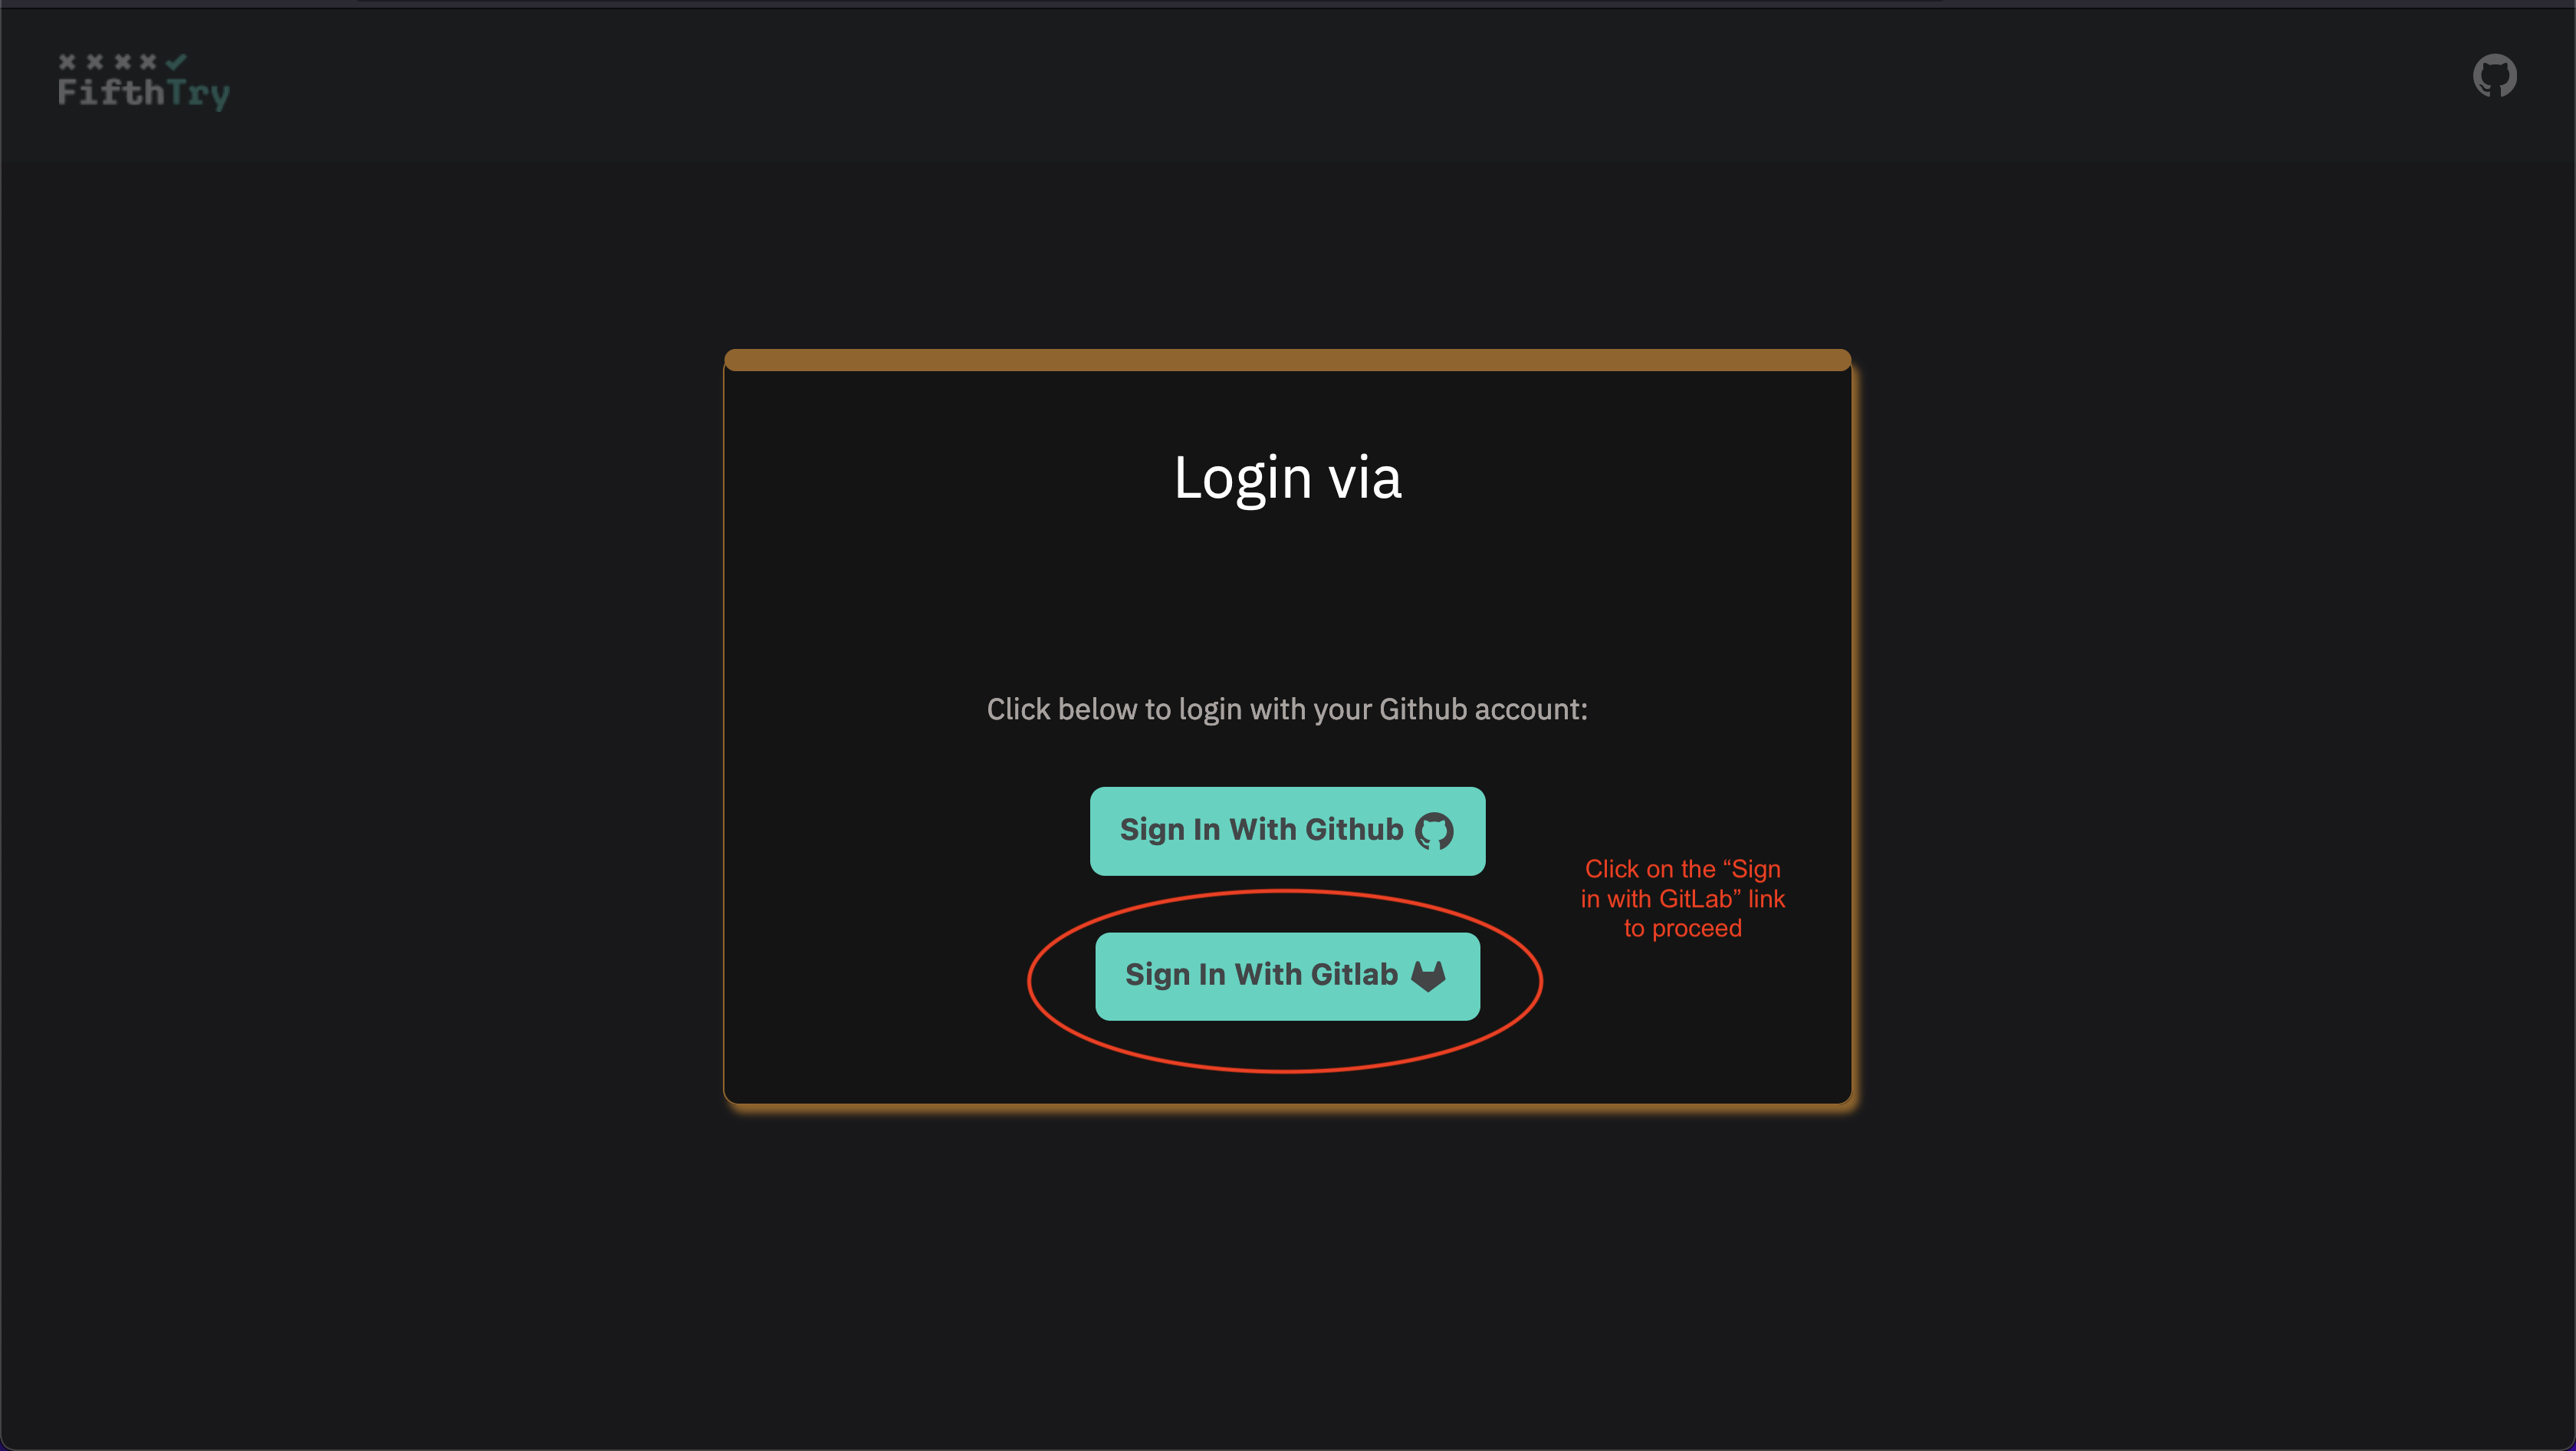 FifthTry
Login via
Click below to login with your Github account:
Sign In With Github
Click on the “Sign
in with GitLab” link
to proceed
Sign In With Gitlab